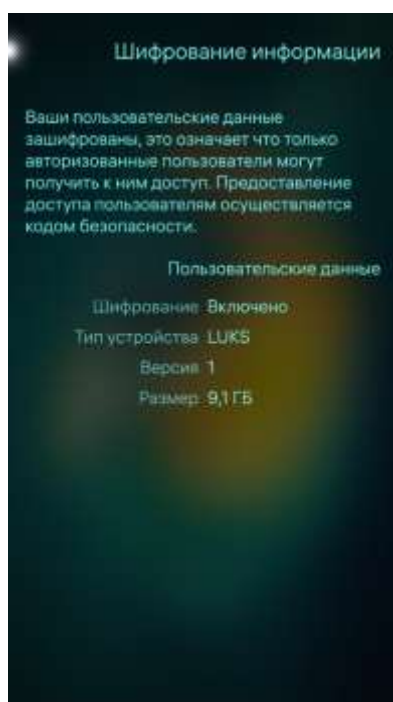 Шифрование информации
Ваши пользовательские данные
зашифрованы, это означает что только
авторизованные пользователи могут
получить к ним доступ. Предоставление
доступа пользователям осуществляется
кодом безопасности.
Пользовательские данные
Шифрование Включено
Тип устройства LUKS
Версия 1
Размер 9,1 ГБ